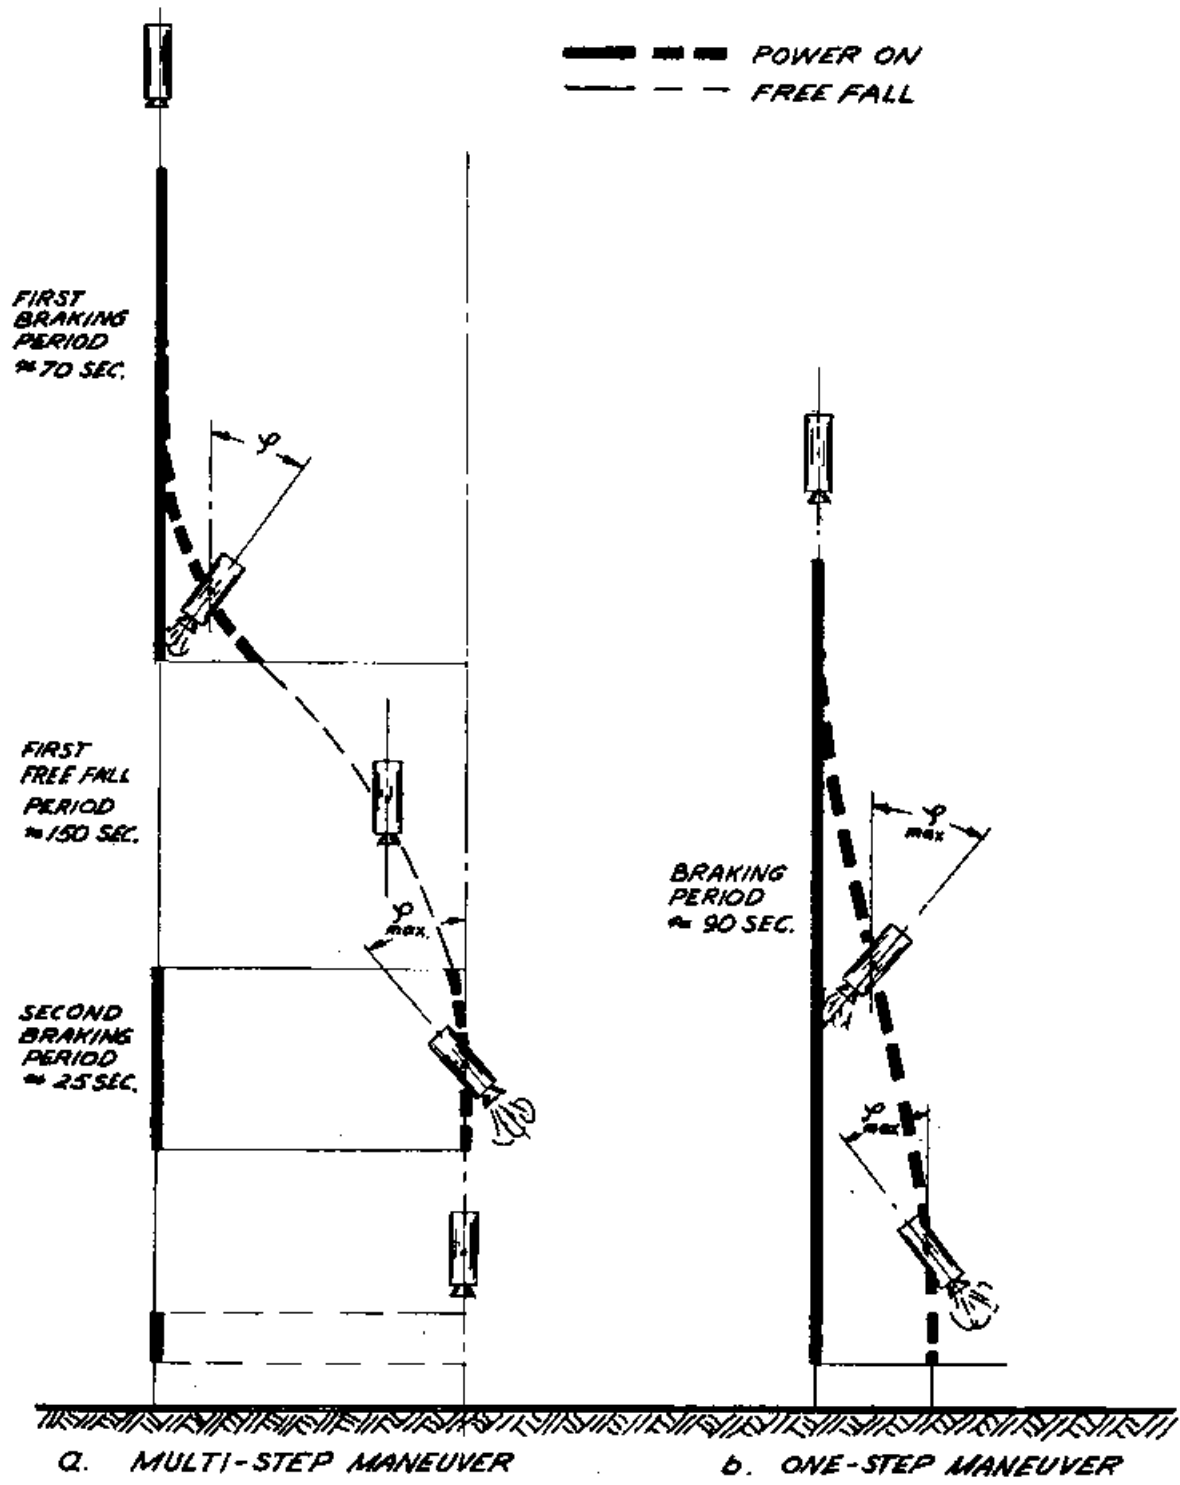 POWER ON
FREE FALL
FIRST
BRAKING
PERIOD
≈70 SEC.
φ
FIRST
FREE FALL
PERIOD
≈150 SEC.
φ
max.
SECOND
BRAKING
PERIOD
≈ 25 SEC.
φ
max
BRAKING
PERIOD
≈ 90 SEC.
φ
max
a. MULTI-STEP MANEUVER
b. ONE-STEP MANEUVER